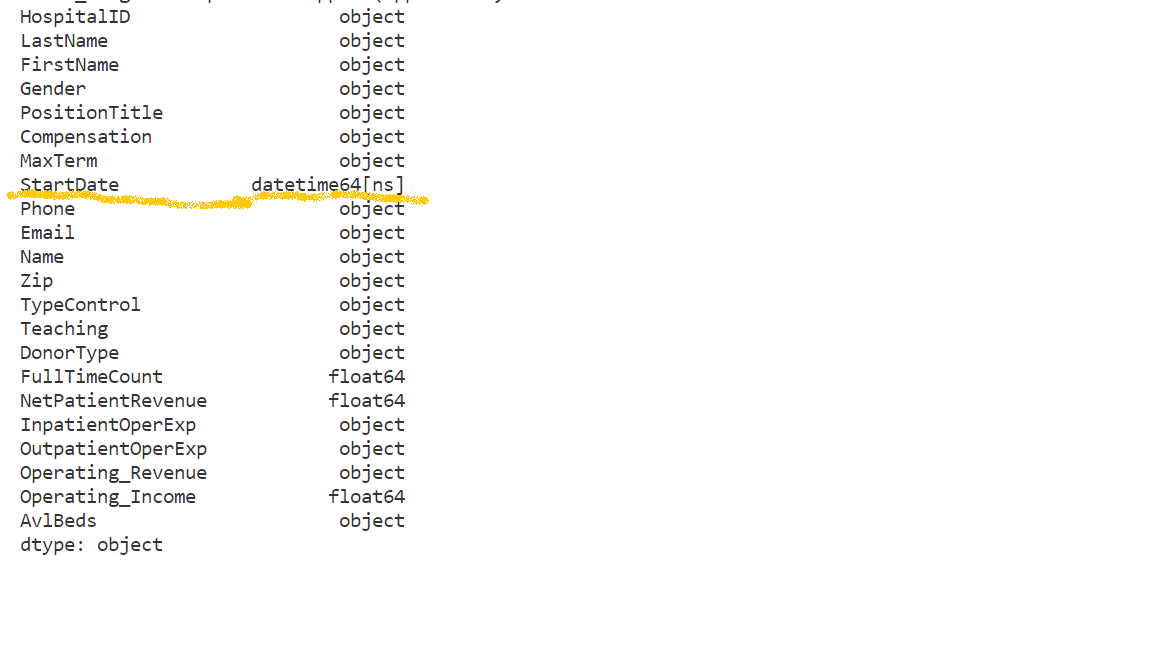 HospitalID object
LastName object
FirstName object
Gender object
PositionTitle object
Compensation object
MaxTerm object
StartDate datetime64[ns]
Phone object
Email object
Name object
Zip object
TypeControl object
Teaching object
DonorType object
FullTimeCount float64
NetPatientRevenue float64
InpatientOperExp object
OutpatientOperExp object
Operating_Revenue object
Operating_Income float64
AvlBeds object
dtype: object